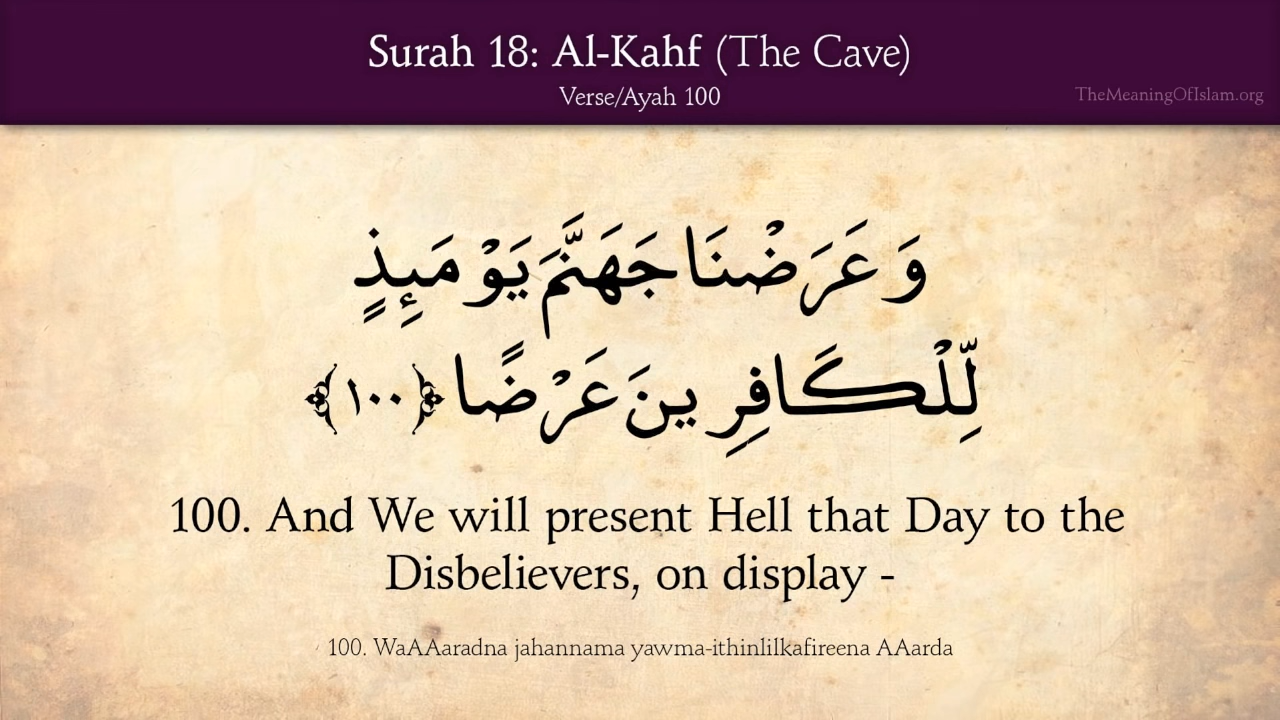 Surah 18: Al-Kahf (The Cave)
Verse/Ayah 100
TheMeaningOfIslam.org
وَعَرَضْنَا جَهَنَّمَ يَوْمَئِذٍ
لِّلْكَافِرِينَ عَرْضًا ﴿١٠٠﴾
100. And We will present Hell that Day to the
Disbelievers, on display -
100. WaAAaradna jahannama yawma-ithinlilkafireena AAarda